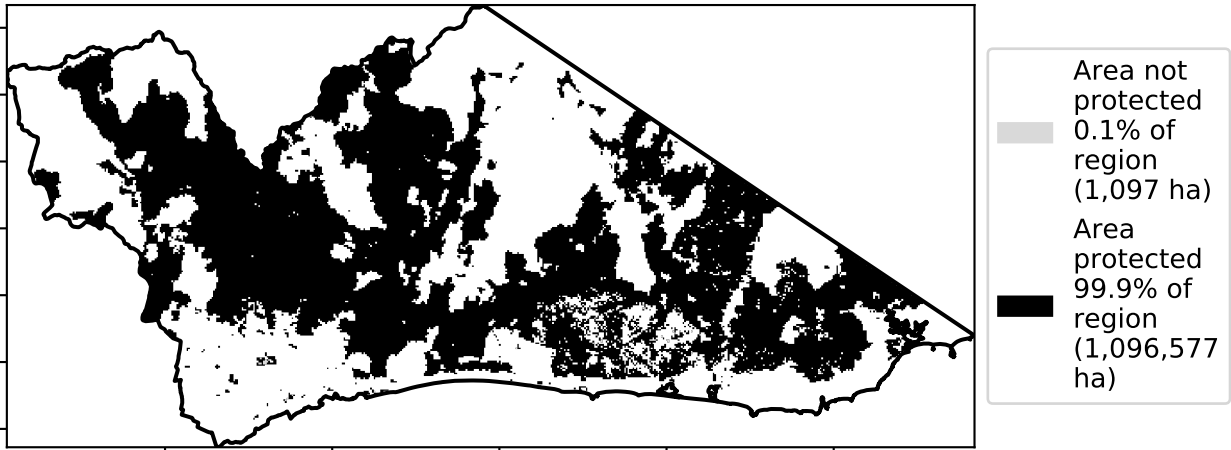 Area not
protected
0.1% of
region
(1,097 ha)
Area
protected
99.9% of
region
(1,096,577
ha)